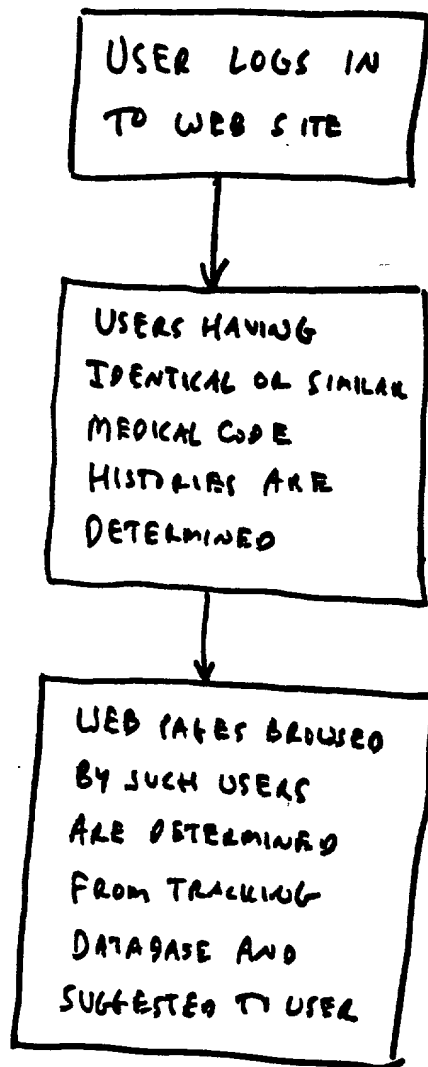 USER LOGS IN
TO WEB SITE
USERS HAVING
IDENTICAL OR SIMILAR
MEDICAL CODE
HISTORIES ARE
DETERMINED
WEB PAGES BROWSED
BY SUCH USERS
ARE DETERMINED
FROM TRACKING
DATABASE AND
SUGGESTED TO USER